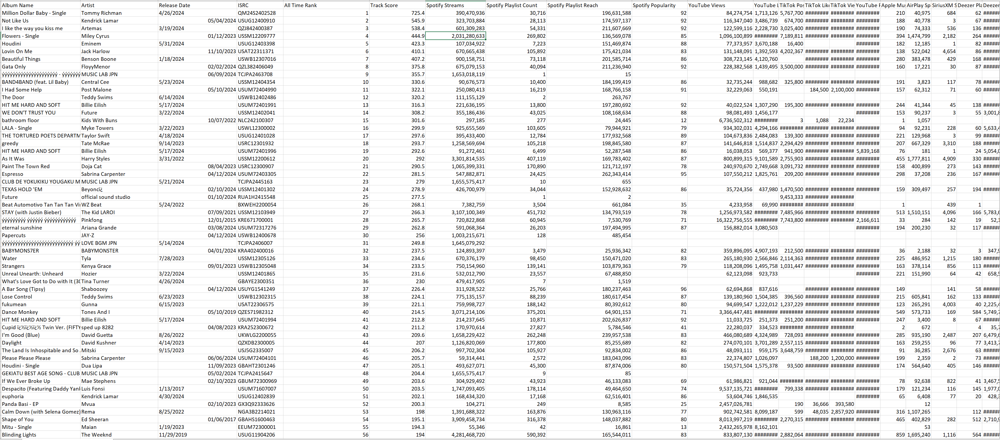 Album Name Artist Release Date ISRC All Time Rank Track Score Spotify Streams Spotify Playlist Count Spotify Playlist Reach Spotify Popularity YouTube Views YouTube L TikTok Pos TikTok Like TikTok Vie YouTube P Apple Mus AirPlay Sp SiriusXM S Deezer Pla Deezer
Million Dollar Baby - Single Tommy Richman 4/26/2024 QM24S2402528 1 725.4 390,470,936 30,716 196,631,588 92 84,274,754 1,713,126 5,767,700 ######## ######## ######## 210 40,975 684 62 #####
Not Like Us Kendrick Lamar 05/04/2024 USUG12400910 2 545.9 323,703,884 28,113 174,597,137 92 116,347,040 3,486,739 674,700 ######## ######## ######## 188 40,778 3 67 #####
I like the way you kiss me Artemas 3/19/2024 QZJ842400387 3 538.4 601,309,283 54,331 211,607,669 92 122,599,116 2,228,730 3,025,400 ######## ######## ######## 190 74,333 536 136 #####
Flowers - Single Miley Cyrus 01/12/2023 USSM12209777 4 444.9 2,031,280,633 269,802 136,569,078 85 1,096,100,899 ######## 7,189,811 ######## ######## ######## 394 1,474,799 2,182 264 #####
Houdini Eminem 5/31/2024 USUG12403398 5 423.3 107,034,922 7,223 151,469,874 88 77,373,957 3,670,188 16,400 ######## 182 12,185 1 82 #####
Lovin On Me Jack Harlow 11/10/2023 USAT22311371 6 410.1 670,665,438 105,892 175,421,034 83 131,148,091 1,392,593 4,202,367 ######## ######## ######## 138 522,042 4,654 86 #####
Beautiful Things Benson Boone 1/18/2024 USWB12307016 7 407.2 900,158,751 73,118 201,585,714 86 308,723,145 4,120,760 ######## ######## ######## 280 383,478 429 168 #####
Gata Only FloyyMenor 02/02/2024 QZL382406049 8 375.8 675,079,153 40,094 211,236,940 92 228,382,568 1,439,495 3,500,000 ######## ######## ######## 160 17,221 30 87 #####
ýýýýýýýýýýýýýýýýýýýý - ýýýýýýý MUSIC LAB JPN 06/09/2024 TCJPA2463708 9 355.7 1,653,018,119 1 15
BAND4BAND (feat. Lil Baby) Central Cee 5/23/2024 USSM12404354 10 330.6 90,676,573 10,400 184,199,419 86 32,735,244 988,682 325,800 ######## ######## ######## 191 3,823 117 78 #####
I Had Some Help Post Malone 05/10/2024 USUM72404990 11 322.1 250,080,413 16,219 168,766,158 91 32,229,063 550,191 184,500 2,100,000 ######## 157 62,312 71 60 #####
The Door Teddy Swims 6/14/2024 USWB12402486 12 320.2 111,155,129 2 263,767
HIT ME HARD AND SOFT Billie Eilish 5/17/2024 USUM72401991 13 316.3 221,636,195 13,800 197,280,692 92 40,022,524 1,307,290 195,300 ######## ######## ######## 244 41,344 45 138 #####
WE DON'T TRUST YOU Future 3/22/2024 USSM12402041 14 308.2 355,186,436 43,025 108,168,634 88 98,081,493 1,456,177 ######## 153 90,237 3 55 3,001,8
bathroom floor Kids With Buns 10/07/2022 NLC242100307 15 301.6 297,185 277 24,445 12 6,736,502,312 ######## 3 1,088 22,234 1 1,057
LALA - Single Myke Towers 3/22/2023 USWL12300002 16 299.9 925,655,569 103,605 79,944,921 79 934,302,031 4,294,166 ######## ######## ######## ######## 94 92,231 228 60 5,633,4
THE TORTURED POETS DEPARTM Taylor Swift 4/18/2024 USUG12401028 17 297.6 395,433,400 12,784 177,932,568 89 104,673,836 2,484,083 139,300 ######## ######## ######## 221 129,968 3 99 #####
greedy Tate McRae 9/14/2023 USRC12301932 18 293.7 1,258,569,694 105,218 198,845,580 87 141,646,818 1,514,837 2,294,429 ######## ######## ######## 207 667,329 3,310 188 #####
HIT ME HARD AND SOFT Billie Eilish 5/17/2024 USUM72401996 19 292.6 91,272,461 6,499 52,287,548 86 16,038,053 569,377 941,900 ######## ######## 5,839,168 76 181 1 24 5,054,0
As It Was Harry Styles 3/31/2022 USSM12200612 20 292 3,301,814,535 407,119 169,783,402 87 800,899,315 9,101,589 2,755,903 ######## ######## ######## 455 1,777,811 4,909 330 #####
Paint The Town Red Doja Cat 08/04/2023 USRC12300907 21 290.5 1,065,399,331 170,890 121,712,197 78 240,970,670 2,749,668 3,091,732 ######## ######## ######## 158 400,899 273 143 #####
Espresso Sabrina Carpenter 04/12/2024 USUM72403305 22 281.5 547,882,871 24,425 262,343,414 95 107,550,212 1,825,761 209,200 ######## ######## ######## 298 37,208 236 167 #####
CLUB DE YOKUKIKU YOUGAKU M MUSIC LAB JPN 5/21/2024 TCJPA2445163 23 279 1,655,575,417 10 655
TEXAS HOLD 'EM Beyoncï¿ 02/10/2024 USSM12401302 24 278.9 426,700,979 34,044 152,928,632 86 35,724,356 437,980 1,470,500 ######## ######## ######## 159 309,497 257 194 #####
Future official sound studio 01/10/2024 RUA1H2415548 25 277.5 1 2 9,453,333 ######## ########
Beat Automotivo Tan Tan Tan Vi WZ Beat 5/24/2022 BXWEH2200054 26 268.1 7,382,759 3,504 661,084 35 4,233,958 69,990 ######## ######## ######## 1 439 1
STAY (with Justin Bieber) The Kid LAROI 07/09/2021 USSM12103949 27 266.3 3,107,100,349 451,732 134,793,519 78 1,256,973,582 ######## 7,485,966 ######## ######## ######## 513 1,510,151 4,096 166 5,783,6
ýýýýýýýýý ýýýýýý ýýýýýýýýýýýý Pinkfong 12/01/2015 KRE671700001 28 265.7 720,822,868 60,945 7,530,769 71 16,322,756,555 ######## 7,743,800 ######## ######## 2,166,611 33 284 142 19 52,1
eternal sunshine Ariana Grande 03/08/2024 USUM72317276 29 262.8 591,068,364 26,203 197,494,995 87 156,882,014 3,080,503 ######## 194 200,230 32 117 #####
Papercuts JAY-Z 04/12/2024 USWB12400678 30 256 1,003,215,671 128 485,454
ýýýýýýýýýýýýýýýýýýýýýýýýýý ýý LOVE BGM JPN 5/14/2024 TCJPA2406007 31 249.8 1,645,079,292
BABYMONS7ER BABYMONSTER 04/01/2024 KRA402400016 32 237.5 124,893,397 3,479 25,936,342 82 359,896,095 4,907,193 212,500 ######## ######## ######## 36 2,188 32 3 347,9
Water Tyla 7/28/2023 USSM12305126 33 234.6 670,376,179 98,450 150,471,020 83 265,180,930 2,566,846 2,114,363 ######## ######## ######## 225 486,952 1,215 180 #####
Strangers Kenya Grace 09/01/2023 USWB12305048 34 233.5 750,154,960 139,141 103,879,363 79 118,208,096 1,495,758 1,031,447 ######## ######## ######## 163 378,114 856 113 #####
Unreal Unearth: Unheard Hozier 3/22/2024 USSM12401865 35 231.6 532,012,790 23,557 67,488,850 62,123,098 923,733 ######## 221 151,990 64 42 658,5
What's Love Got to Do with It (30 Tina Turner 4/26/2024 GBAYE2300351 36 230 479,417,905 7 1,519
A Bar Song (Tipsy) Shaboozey 04/12/2024 USUYG1541249 37 226.4 311,928,522 25,766 180,237,463 96 62,694,868 837,616 ######## ######## ######## 149 141 58 #####
Lose Control Teddy Swims 6/23/2023 USWB12302315 38 224.1 775,135,157 88,239 180,617,454 87 139,180,960 1,504,385 396,560 ######## ######## ######## 215 605,841 162 133 #####
fukumean Gunna 6/15/2023 USAT22306575 39 221.1 759,998,727 188,142 80,392,612 80 94,699,547 1,222,012 1,237,229 ######## ######## ######## 123 265,291 4,003 40 2,225,4
Dance Monkey Tones And I 05/10/2019 QZES71982312 40 214.5 3,071,214,106 375,201 64,901,153 71 3,366,447,481 ######## ######## ######## ######## ######## 549 573,733 169 584 5,749,7
HIT ME HARD AND SOFT Billie Eilish 5/17/2024 USUM72401994 41 212.8 214,237,645 10,871 202,626,837 92 11,033,725 251,373 251,200 ######## ######## ######## 247 3,400 8 67 #####
Cupid ï¿½ï¿½ï¿½ Twin Ver. (FIFTY sped up 8282 04/08/2023 KRA252300672 42 211.2 170,970,614 27,827 5,784,546 41 22,280,037 334,523 ######## ######## ######## 2 672 4 35,7
I'm Good (Blue) David Guetta 8/26/2022 UKWLG2200055 43 209.6 1,658,229,422 262,248 239,957,538 83 466,080,689 4,324,989 728,093 ######## ######## ######## 285 935,190 2,487 207 6,479,6
Daylight David Kushner 4/14/2023 QZXDB2300005 44 207 1,126,820,069 177,800 85,255,689 82 274,070,101 3,701,289 2,557,115 ######## ######## ######## 163 259,255 96 77 3,413,7
The Land Is Inhospitable and So Mitski 9/15/2023 USJ5G2335007 45 206.2 997,702,304 105,927 92,834,002 86 48,093,111 959,175 3,648,759 ######## ######## ######## 91 36,285 2,676 63 #####
Please Please Please Sabrina Carpenter 06/06/2024 USUM72404101 46 205.7 59,314,441 2,572 183,043,096 83 22,374,807 1,026,097 188,200 1,200,000 ######## 199 2,359 2 73 #####
Houdini - Single Dua Lipa 11/09/2023 GBAHT2301246 47 205.1 493,627,071 45,300 87,874,006 80 150,571,504 1,575,378 93,500 ######## ######## ######## 174 564,640 405 146 #####
GEKIATU BEST AGE SONG - CLUB MUSIC LAB JPN 05/02/2024 TCJPA2415647 48 204.4 1,655,575,417 9 85
If We Ever Broke Up Mae Stephens 02/10/2023 GBUM72300969 49 203.6 304,929,492 43,923 46,133,083 69 61,986,821 921,044 ######## ######## ######## ######## 78 92,638 822 41 3,467,5
Despacito (Featuring Daddy Yank Luis Fonsi 1/13/2017 USUM71607007 50 203.5 1,747,093,405 178,114 49,464,650 74 9,537,135,721 ######## 799,338 ######## ######## ######## 179 121,234 116 145 1,977,0
euphoria Kendrick Lamar 4/30/2024 USUG12402839 51 202.1 168,434,320 17,168 62,516,401 86 53,604,746 1,846,535 ######## 65 6,408 77 20 428,3
Panda Basi - EP Mvua 02/10/2023 GX3Q92333626 52 200.3 104,271 249 8,585 25 2,457,026,781 190 36,666 393,580 12
Calm Down (with Selena Gomez) Rema 8/25/2022 NGA3B2214021 53 198 1,391,688,322 163,876 130,963,116 77 902,742,581 8,099,187 599 48,035 2,857,920 ######## 316 1,107,265 112 #####
Shape of You Ed Sheeran 01/06/2017 GBAHS1600463 54 195.1 3,909,458,734 316,378 148,037,882 80 8,013,997,219 ######## 2,270,315 ######## ######## ######## 465 402,829 282 512 2,710,9
Mitu - Single Maian 1/19/2023 EEUM72300001 55 194.3 55,346 42 16,861 13 2,432,265,978 8,162,101 53
Blinding Lights The Weeknd 11/29/2019 USUG11904206 56 194 4,281,468,720 590,392 165,544,011 83 833,807,130 ######## 2,882,064 ######## ######## ######## 859 1,695,240 1,116 564 #####